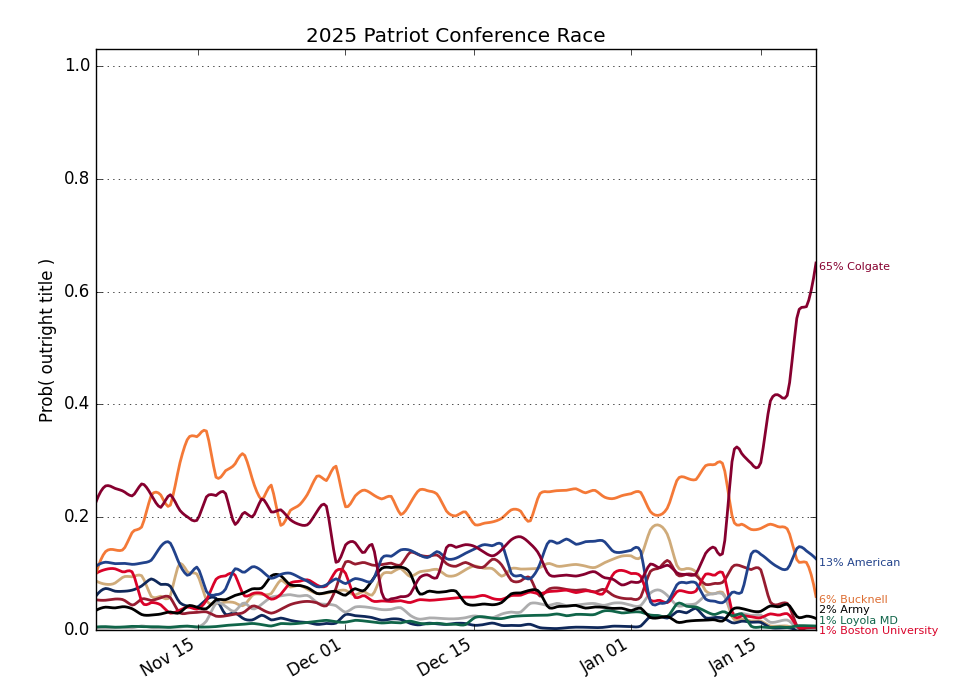 2025 Patriot Conference Race
Prob( outright title )
1.0
0.8
0.6
0.4
0.2
0.0
Nov 15
Dec 01
Dec 15
Jan 01
Jan 15
65% Colgate
13% American
6% Bucknell
2% Army
1% Loyola MD
1% Boston University